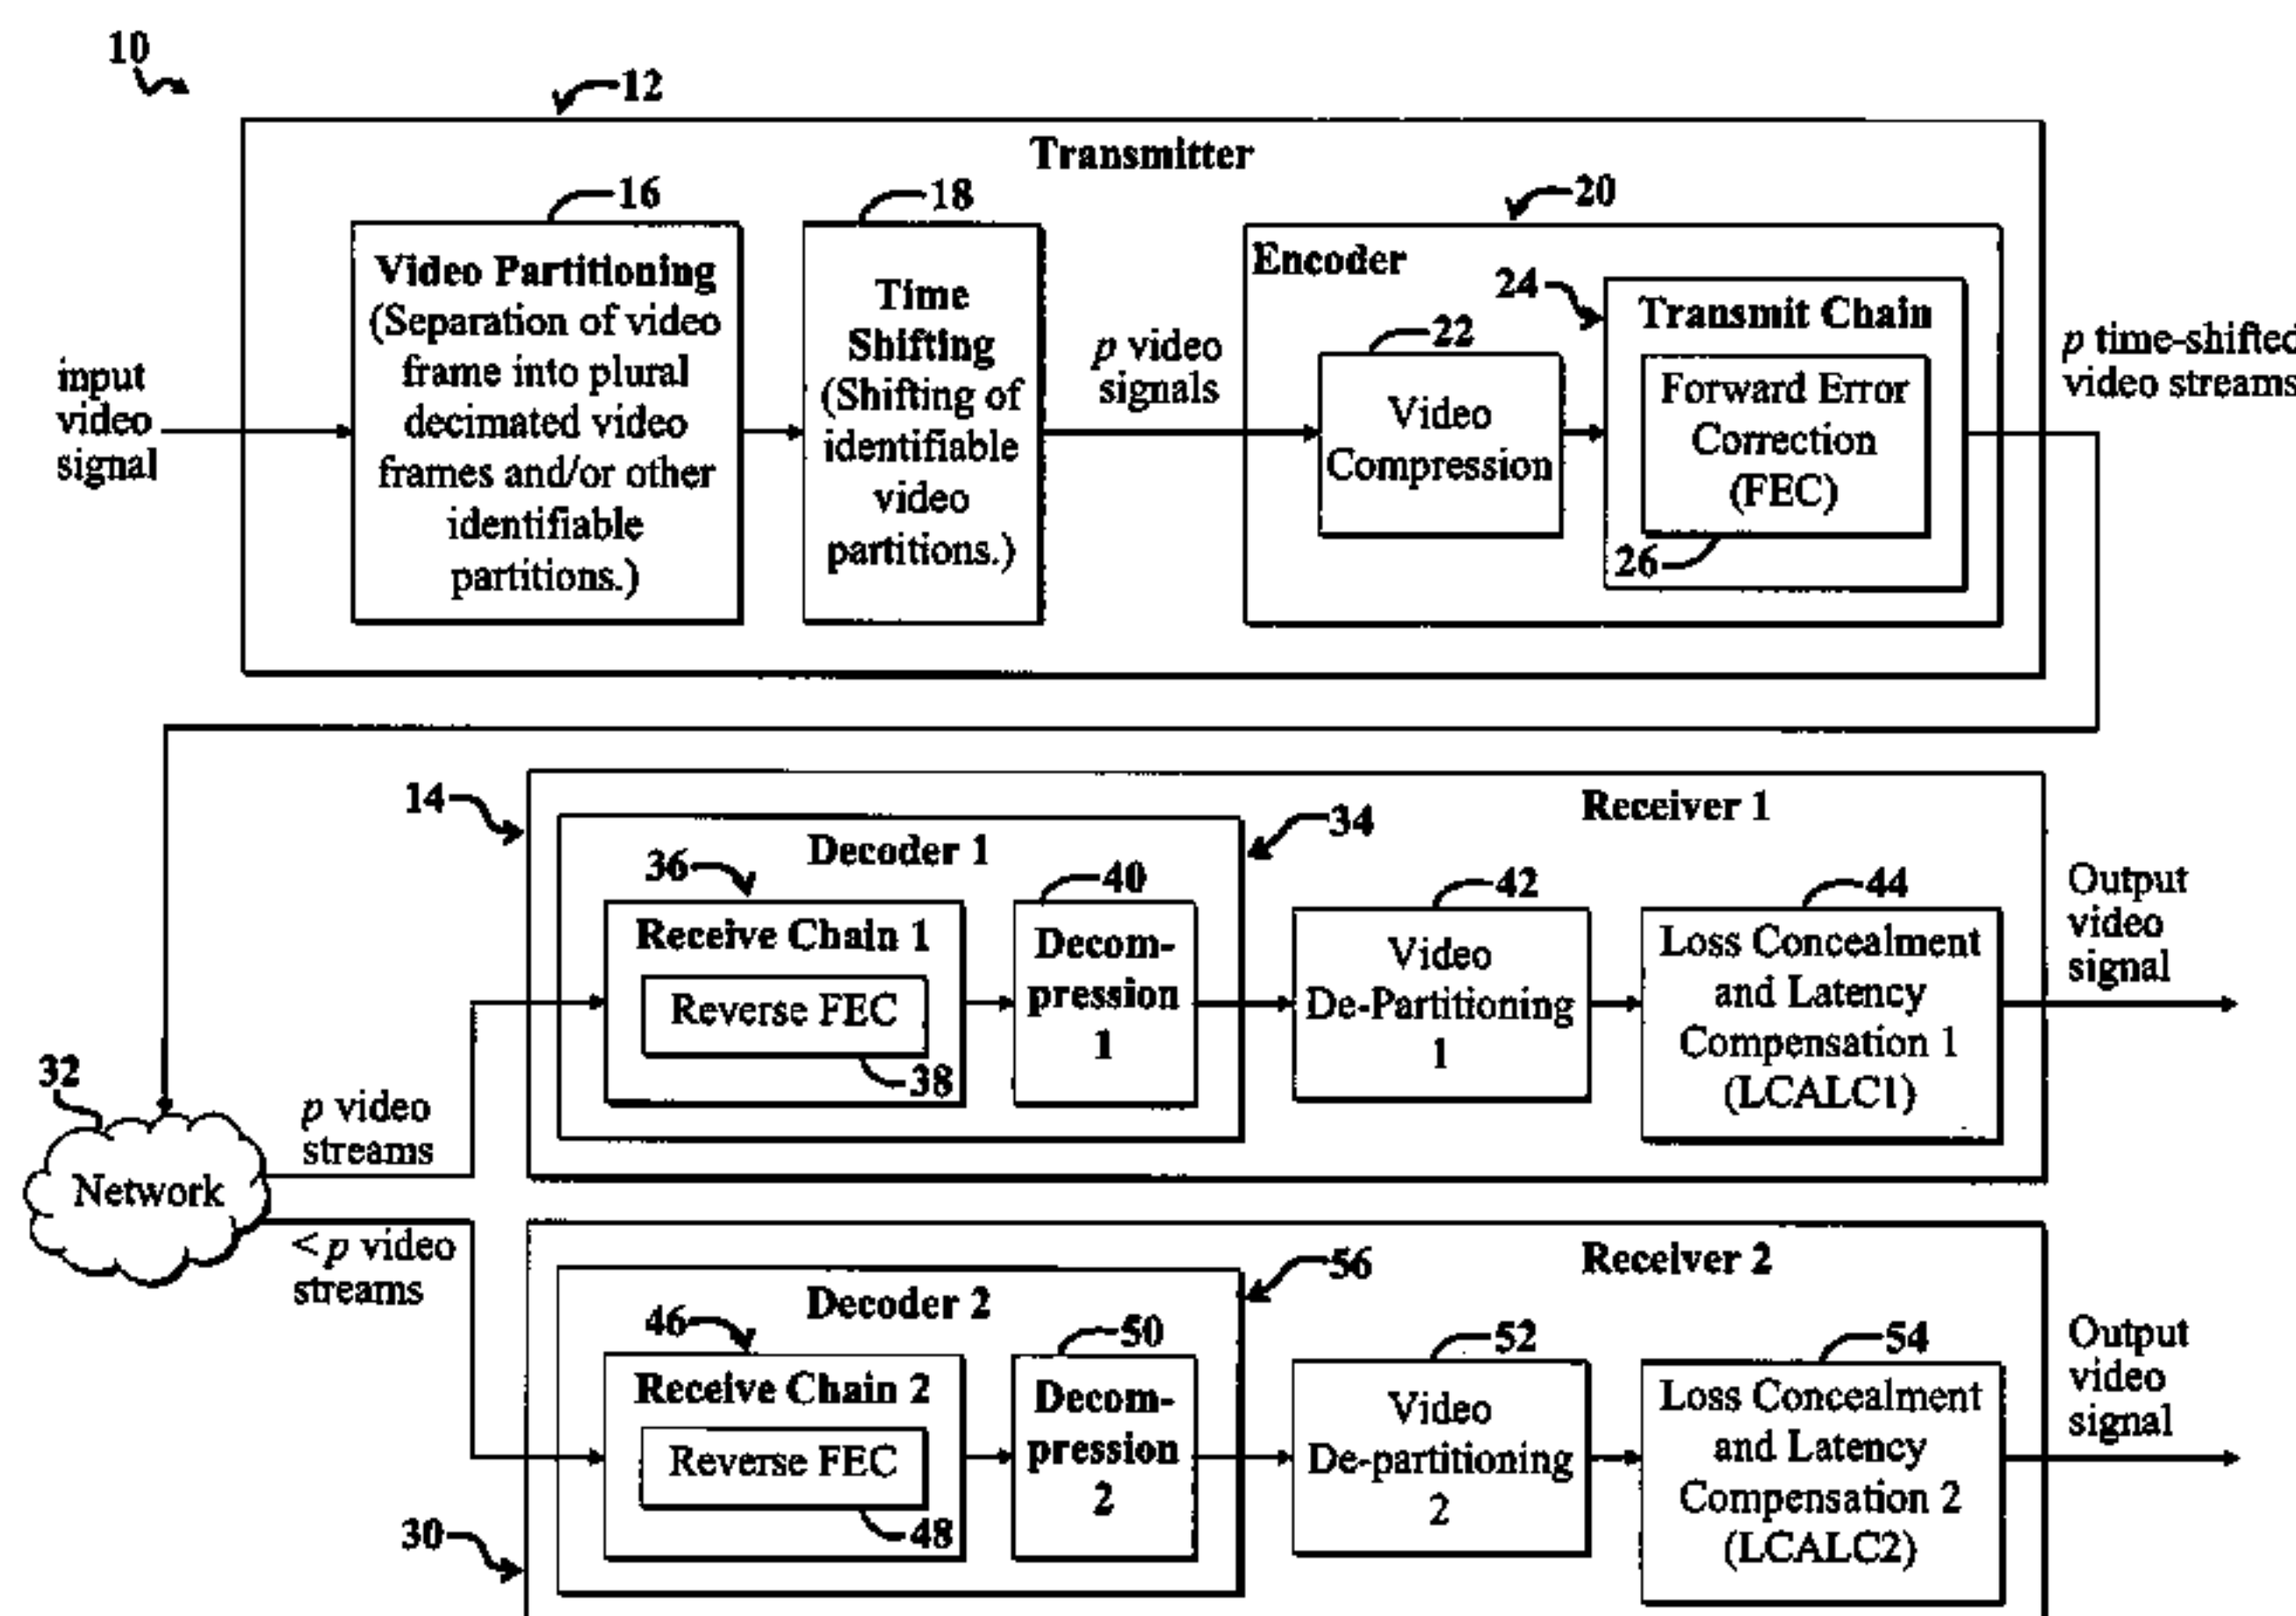 10
12
Transmitter
16
18
20
Video Partitioning
(Separation of video
frame into plural
decimated video
frames and/or other
identifiable
partitions.)
Time
Shifting
(Shifting of
identifiable
video
partitions.)
Encoder
24
Transmit Chain
22
Video
Compression
Forward Error
Correction
(FEC)
26
input
video
signal
p video
signals
p time-shifted
video streams
14
Receiver 1
Decoder 1
34
36
40
42
44
Receive Chain 1
Reverse FEC
38
Decom-
pression
1
Video
De-Partitioning
1
Loss Concealment
and Latency
Compensation 1
(LCALC1)
Output
video
signal
32
Network
p video
streams
< p video
streams
Receiver 2
Decoder 2
56
46
50
52
54
Receive Chain 2
Reverse FEC
48
Decom-
pression
2
Video
De-partitioning
2
Loss Concealment
and Latency
Compensation 2
(LCALC2)
Output
video
signal
30